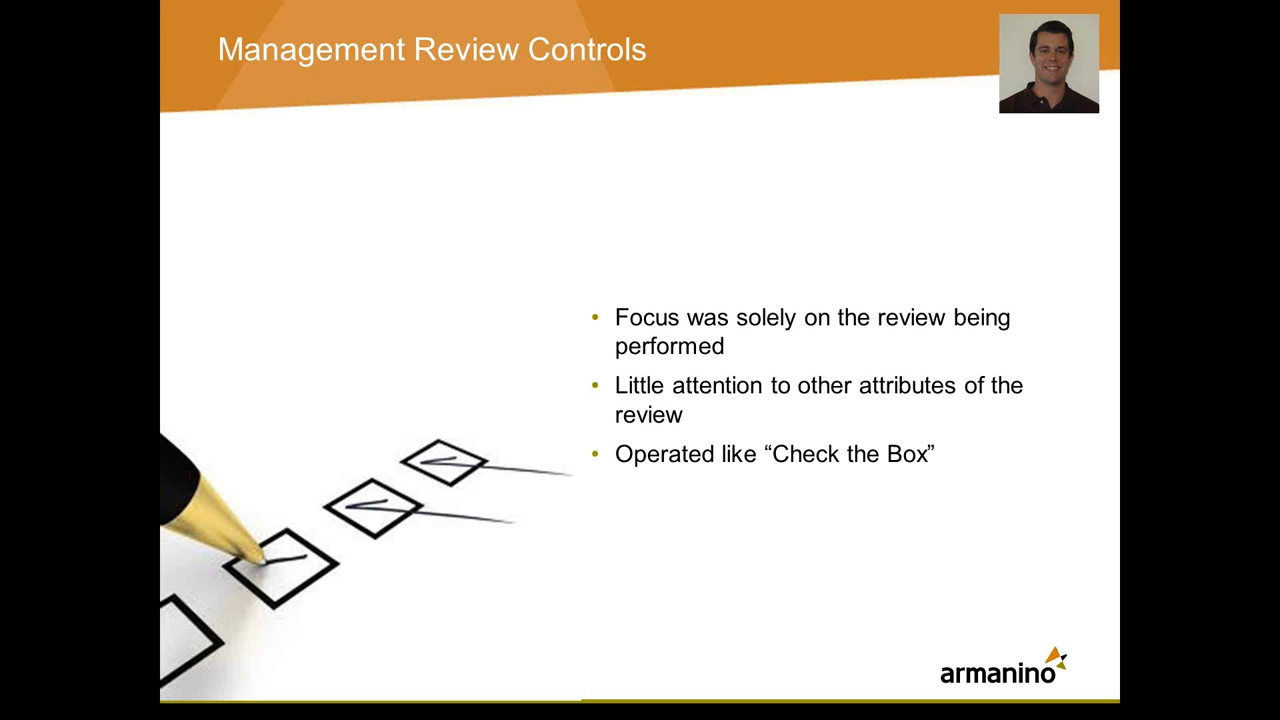 Management Review Controls
• Focus was solely on the review being
performed
• Little attention to other attributes of the
review
• Operated like “Check the Box”
armanino